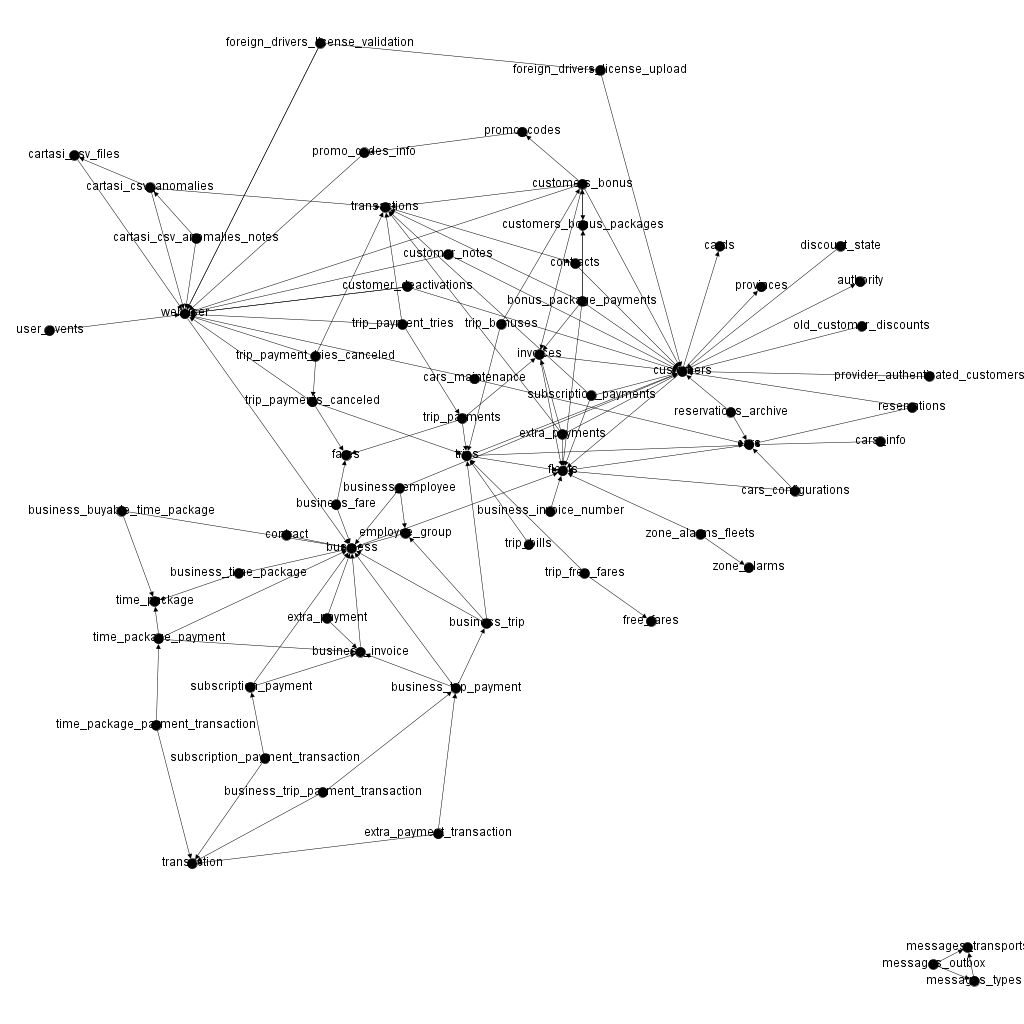 foreign_drivers_license_validation
foreign_drivers_license_upload
promo_codes
promo_codes_info
cartasi_csv_files
cartasi_csv_anomalies
customers_bonus
transactions
customers_bonus_packages
cartasi_csv_anomalies_notes
cards
discount_state
customer_notes
contracts
authority
customer_deactivations
provinces
bonus_package_payments
webuser
user_events
trip_payment_tries
trip_bonuses
old_customer_discounts
trip_payment_tries_canceled
invoices
customers
provider_authenticated_customers
cars_maintenance
subscription_payments
trip_payments_canceled
reservations
reservations_archive
trip_payments
extra_payments
cars
cars_info
fares
trips
fleets
business_employee
cars_configurations
business_fare
business_buyable_time_package
business_invoice_number
contact
employee_group
zone_alarms_fleets
business
trip_bills
zone_alarms
business_time_package
trip_free_fares
time_package
extra_payment
business_trip
free_fares
time_package_payment
business_invoice
subscription_payment
business_trip_payment
time_package_payment_transaction
subscription_payment_transaction
business_trip_payment_transaction
extra_payment_transaction
transaction
messages_transports
messages_outbox
messages_types